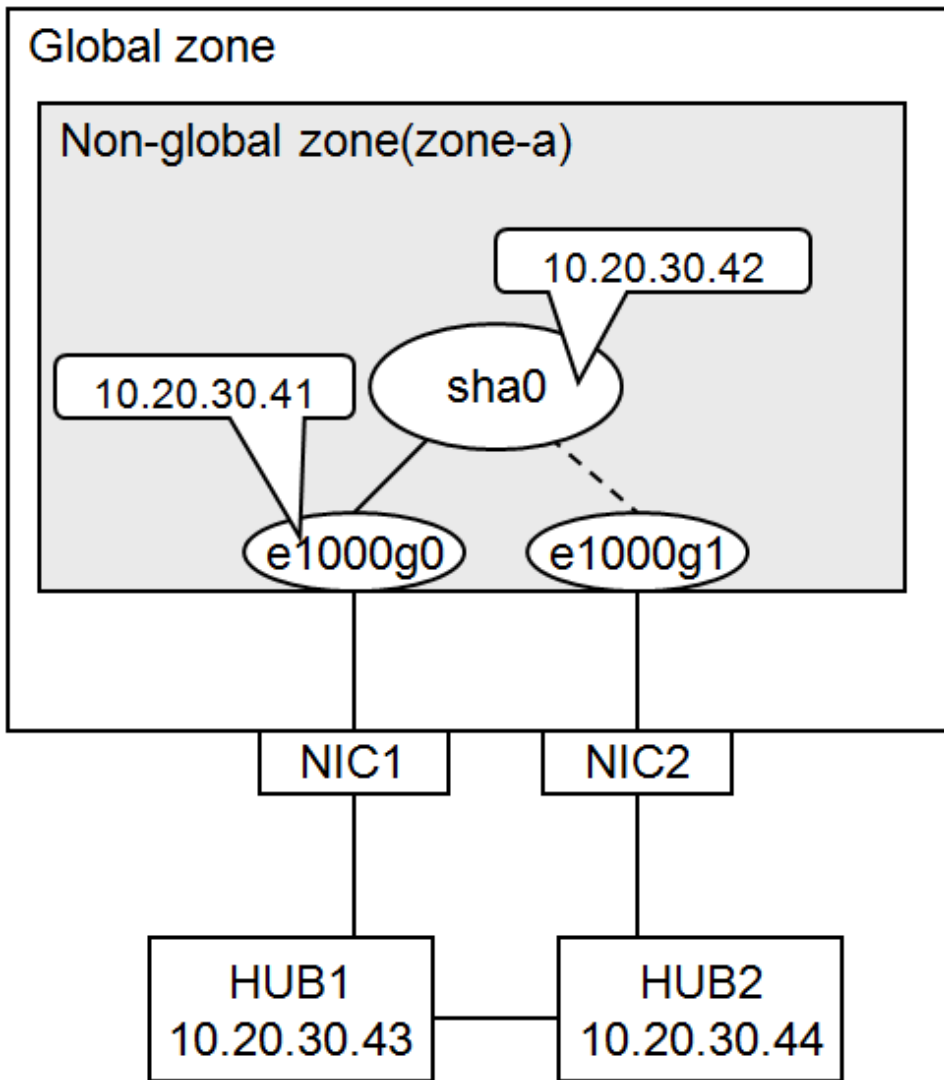 Global zone
Non-global zone(zone-a)
10.20.30.42
sha0
10.20.30.41
e1000g0
e1000g1
NIC1
NIC2
HUB1
10.20.30.43
HUB2
10.20.30.44